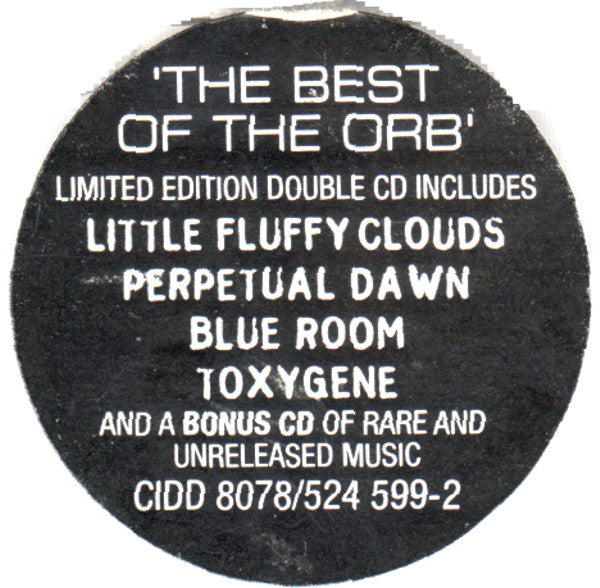 'THE BEST
OF THE ORB'
LIMITED EDITION DOUBLE CD INCLUDES
LITTLE FLUFFY CLOUDS
PERPETUAL DAWN
BLUE ROOM
TOXYGENE
AND A BONUS CD OF RARE AND
UNRELEASED MUSIC
CIDD 8078/524 599-2